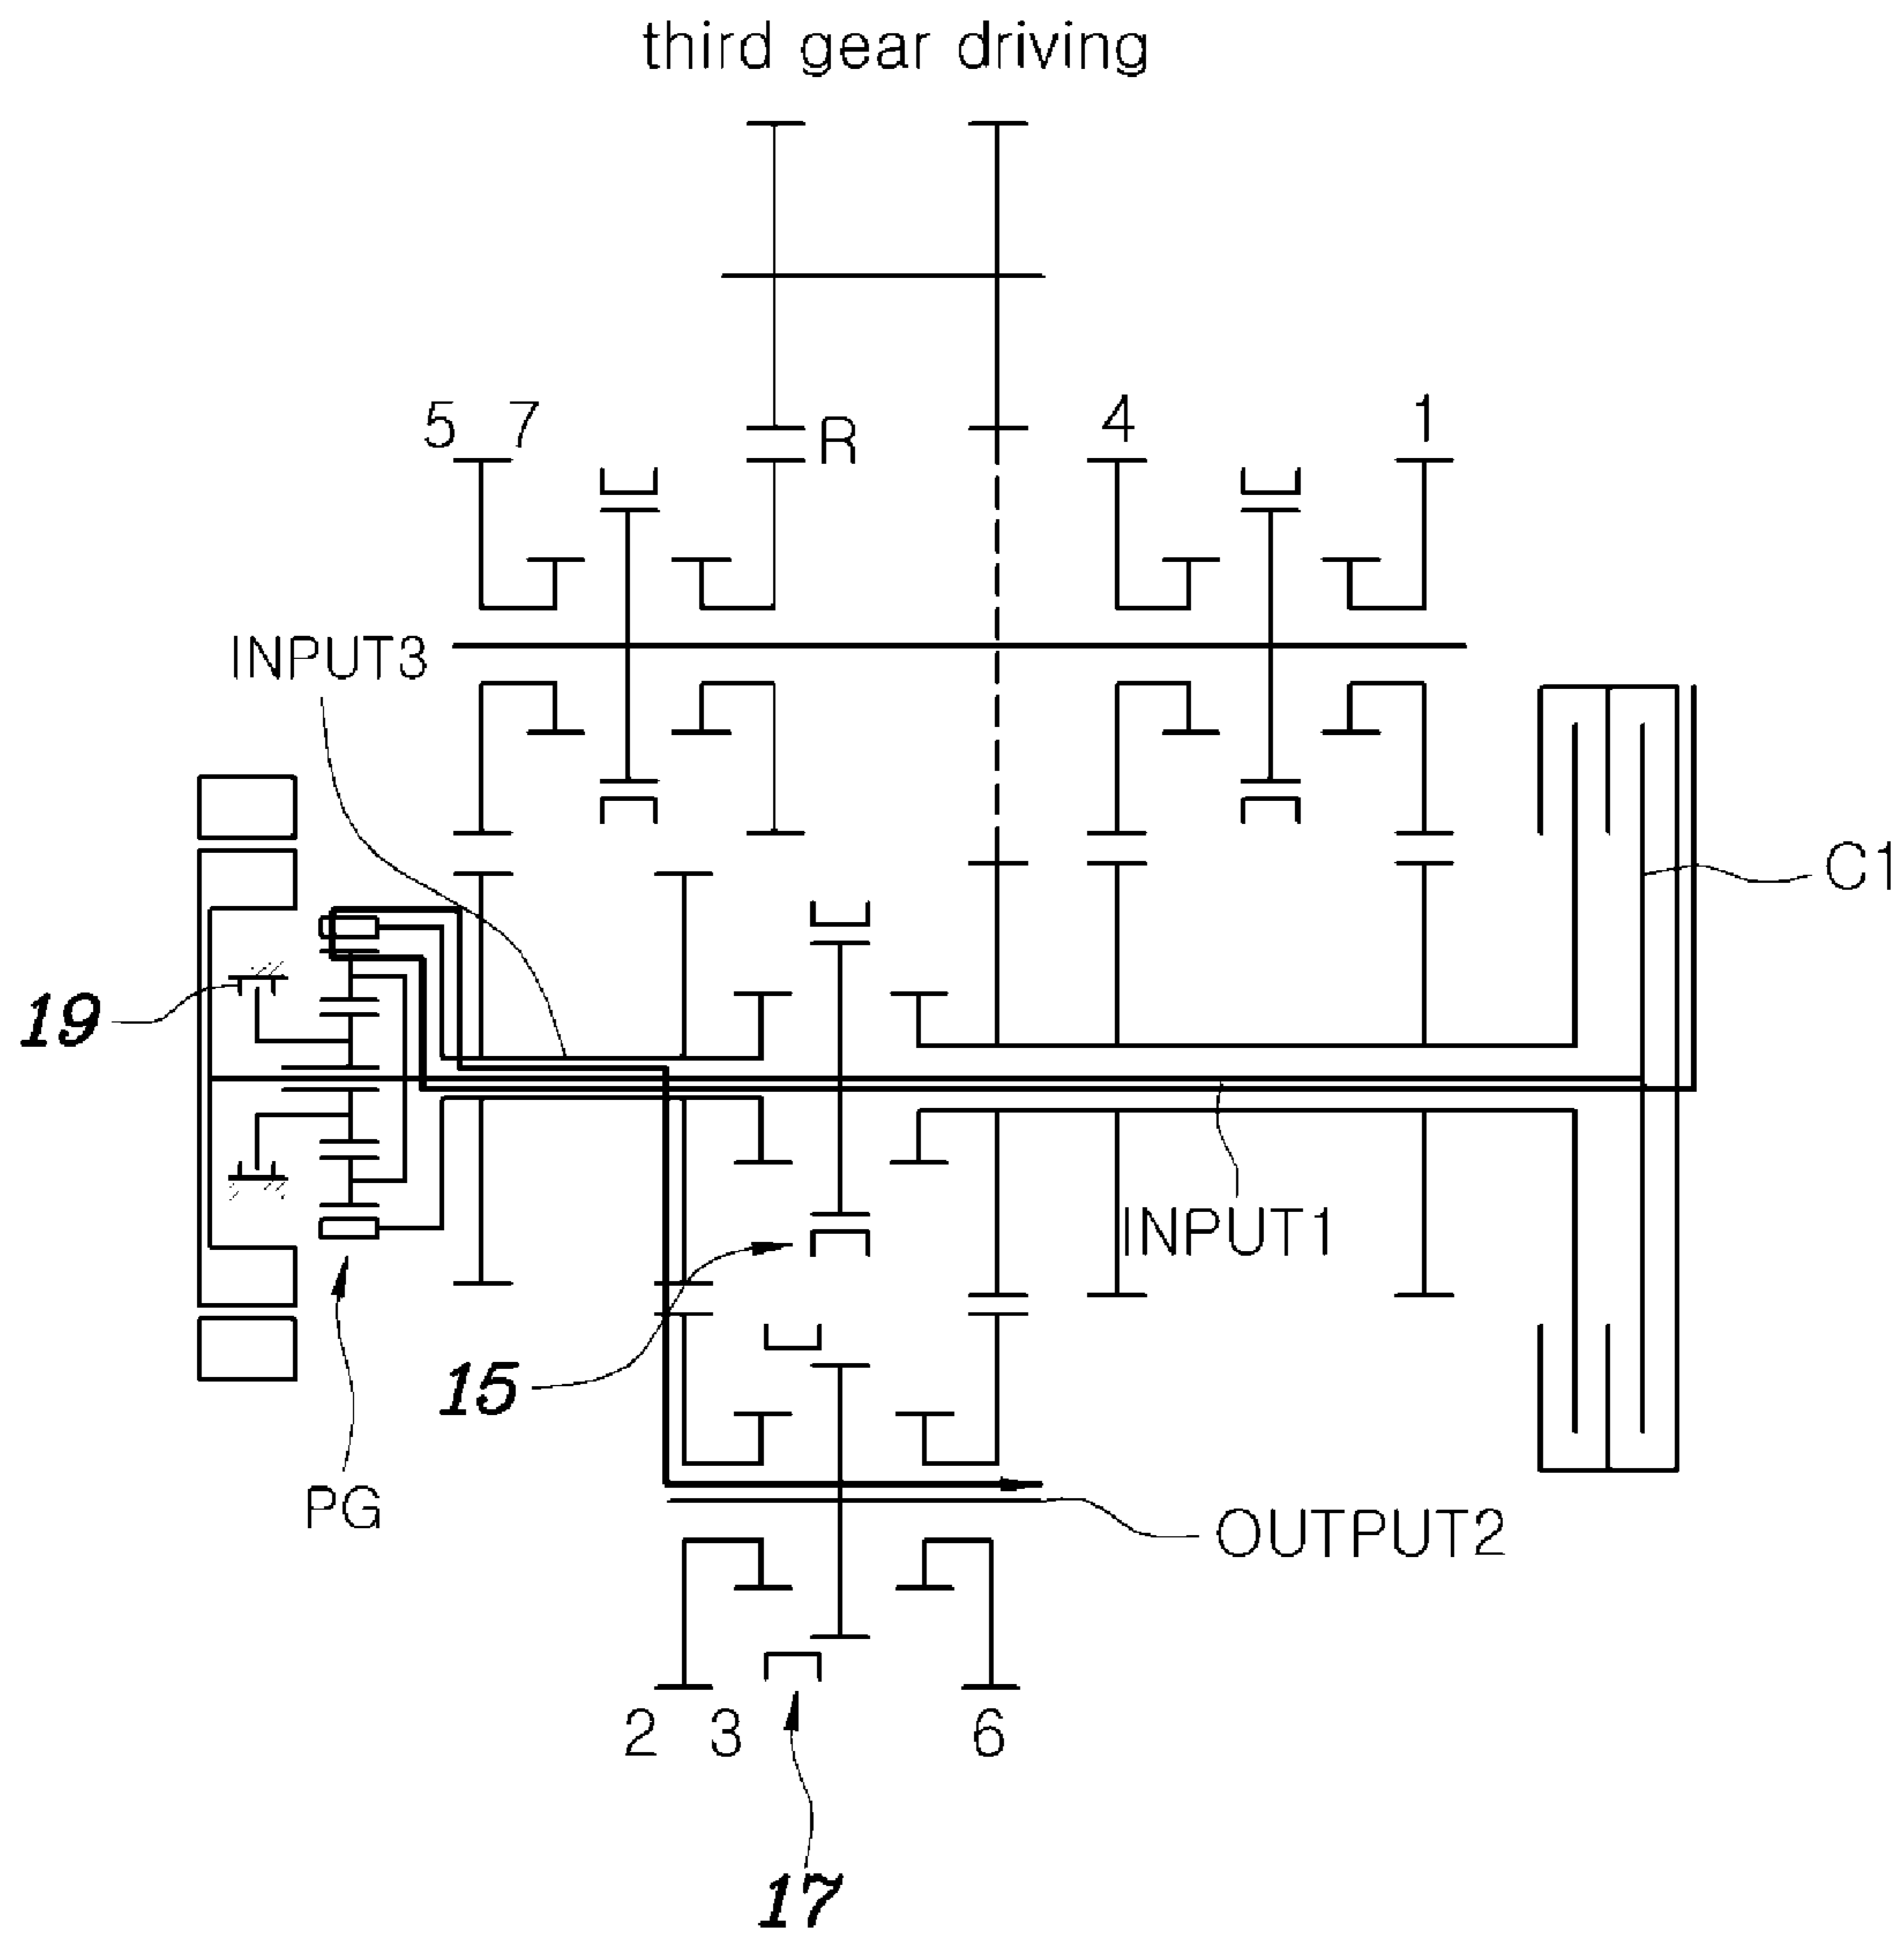 third gear driving
5 7
R
4
1
INPUT3
C1
19
INPUT1
15
PG
OUTPUT2
2 3
6
17